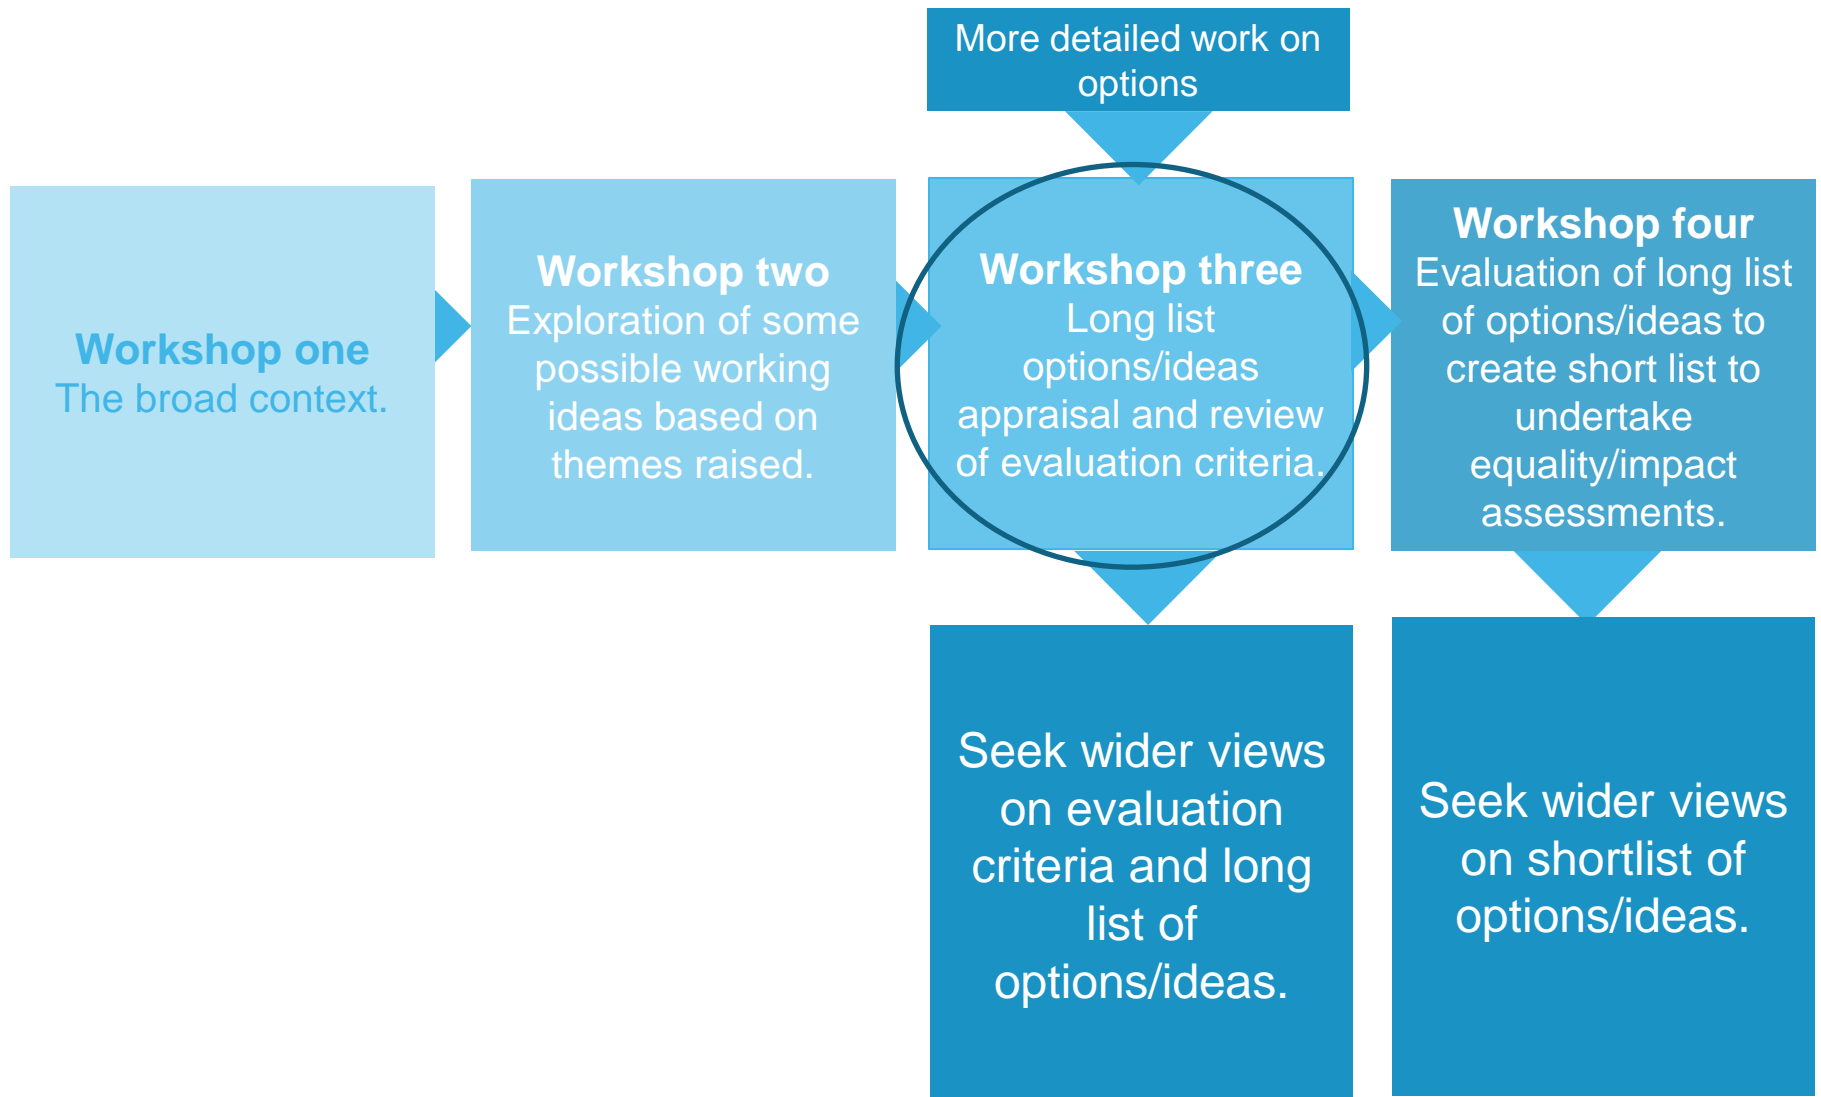 More detailed work on
options
Workshop one
The broad context.
Workshop two
Exploration of some
possible working
ideas based on
themes raised.
Workshop three
Long list
options/ideas
appraisal and review
of evaluation criteria.
Workshop four
Evaluation of long list
of options/ideas to
create short list to
undertake
equality/impact
assessments.
Seek wider views
on evaluation
criteria and long
list of
options/ideas.
Seek wider views
on shortlist of
options/ideas.